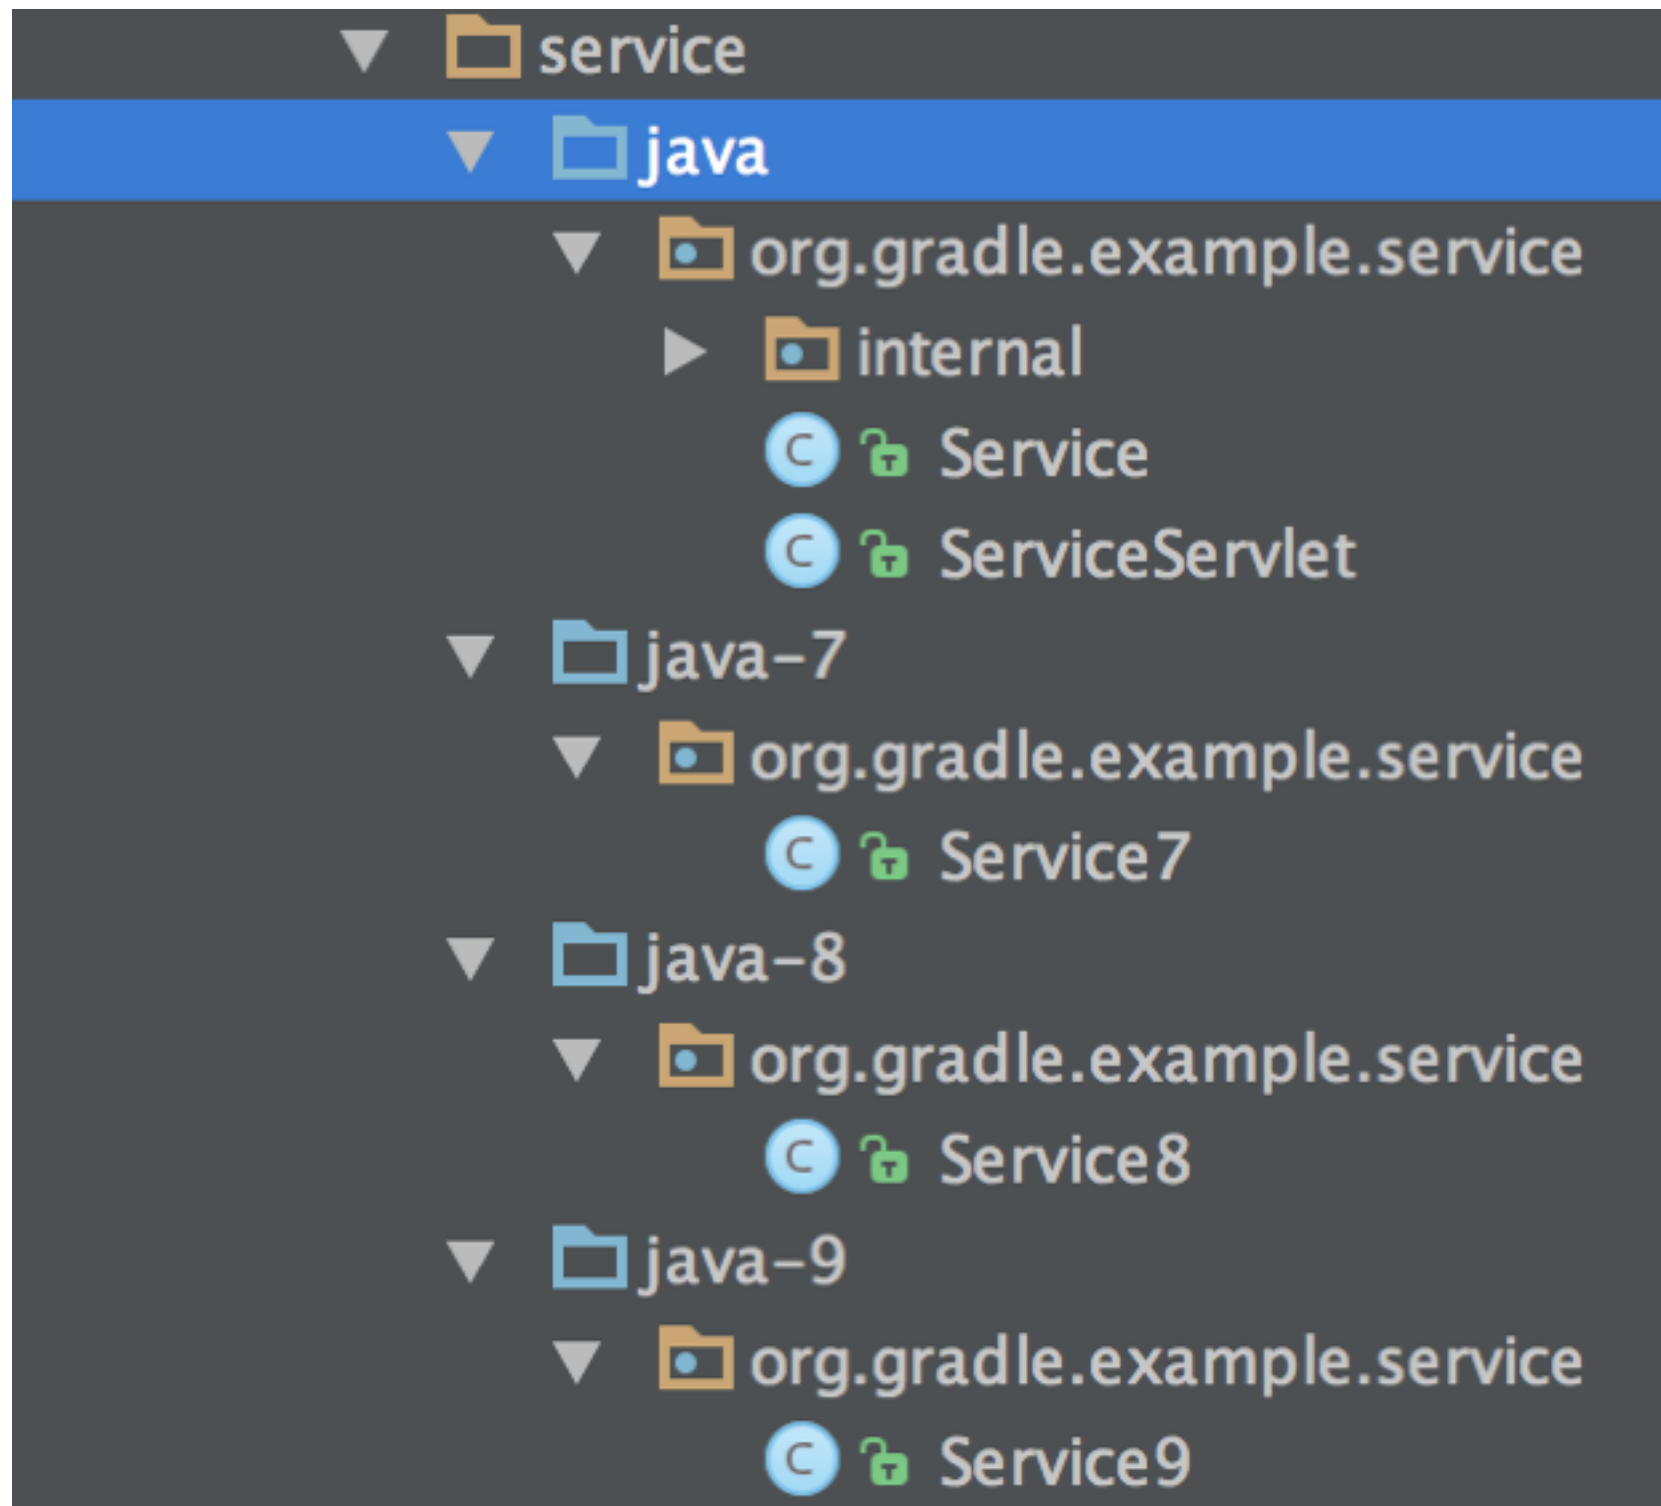 service
java
org.gradle.example.service
internal
C Service
C ServiceServlet
java-7
org.gradle.example.service
C Service7
java-8
org.gradle.example.service
C Service8
java-9
org.gradle.example.service
C Service9